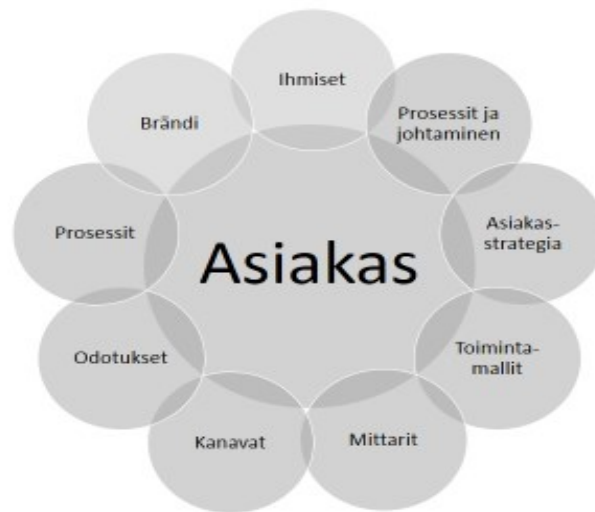 Ihmiset
Prosessit ja
johtaminen
Asiakas-
strategia
Toiminta-
mallit
Mittarit
Kanavat
Odotukset
Prosessit
Brändi
Asiakas